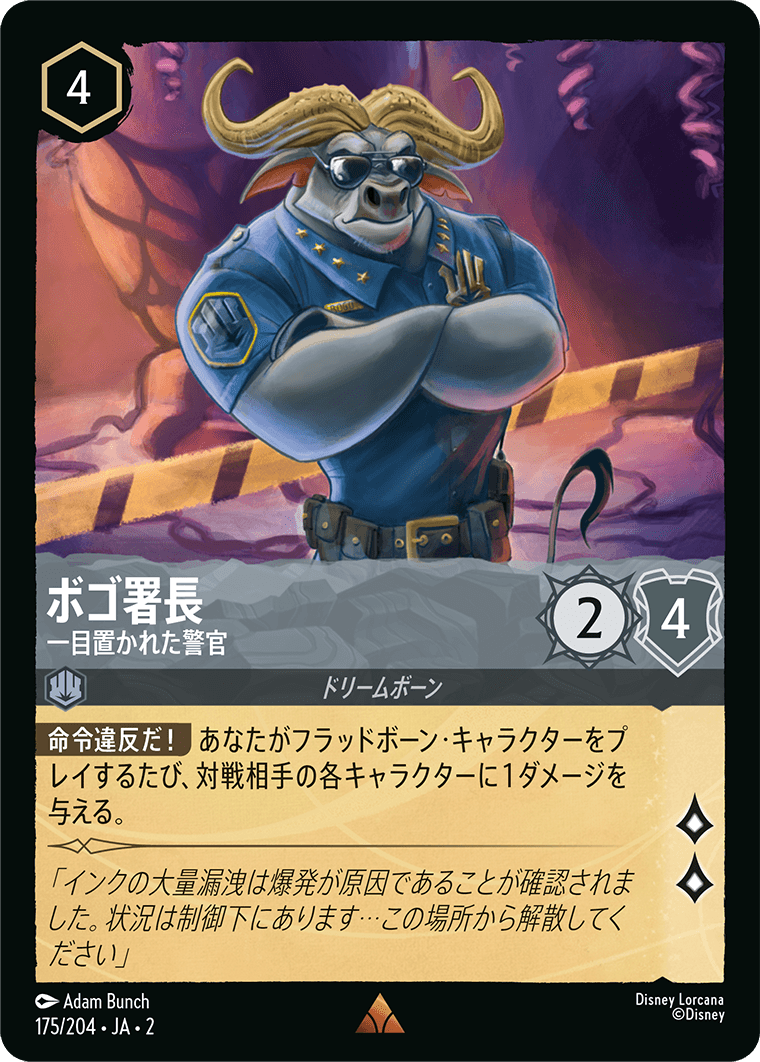 4
BOGO
ボゴ署長
一目置かれた警官
2
4
ドリームボーン
命令違反だ！ あなたがフラッドボーン・キャラクターをプ
レイするたび、対戦相手の各キャラクターに1ダメージを
与える。
「インクの大量漏洩は爆発が原因であることが確認されま
した。状況は制御下にあります…この場所から解散してく
ださい」
Adam Bunch
Disney Lorcana
175/204・JA・2
©Disney